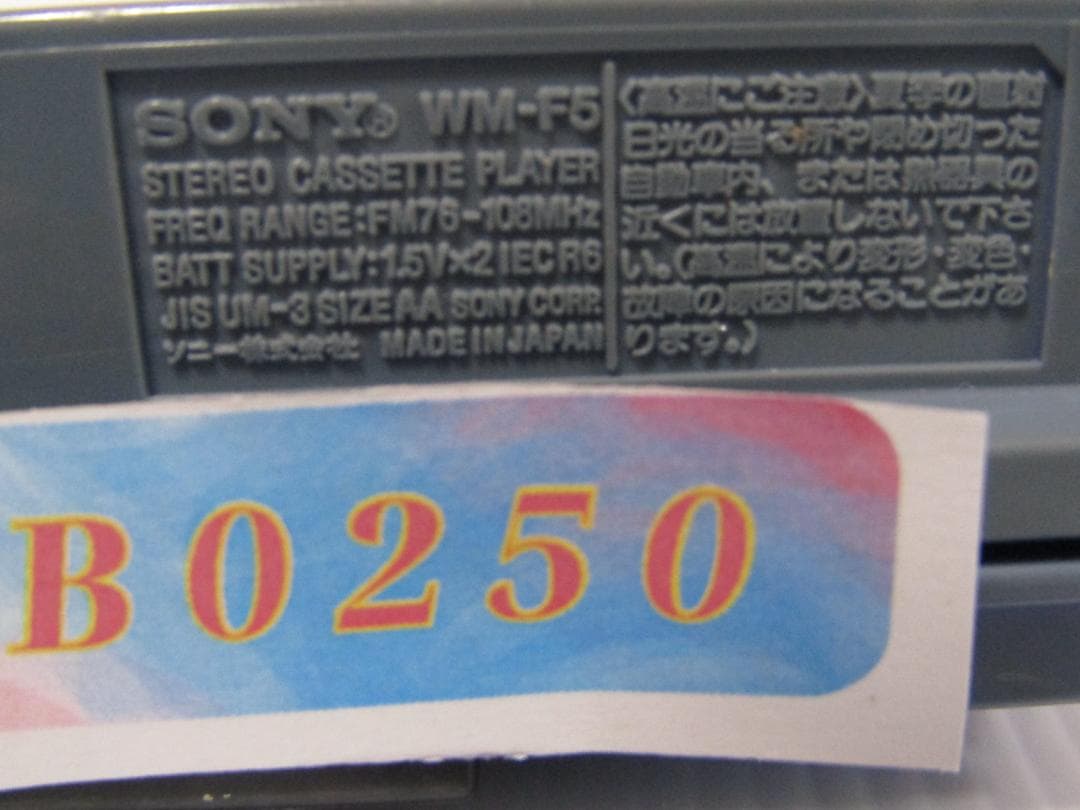 SONY® WM-F5
STEREO CASSETTE PLAYER
FREQ RANGE:FM76-108MHz
BATT SUPPLY:1.5V×2 IEC R6
JIS UM-3 SIZE AA SONY CORP.
ソニー株式会社 MADE IN JAPAN
〈高温にご注意〉夏季の直射
日光の当る所や閉め切った
自動車内、または熱器具の
近くには放置しないで下さ
い。(高温により変形・変色・
故障の原因になることがあ
ります。)
B0250